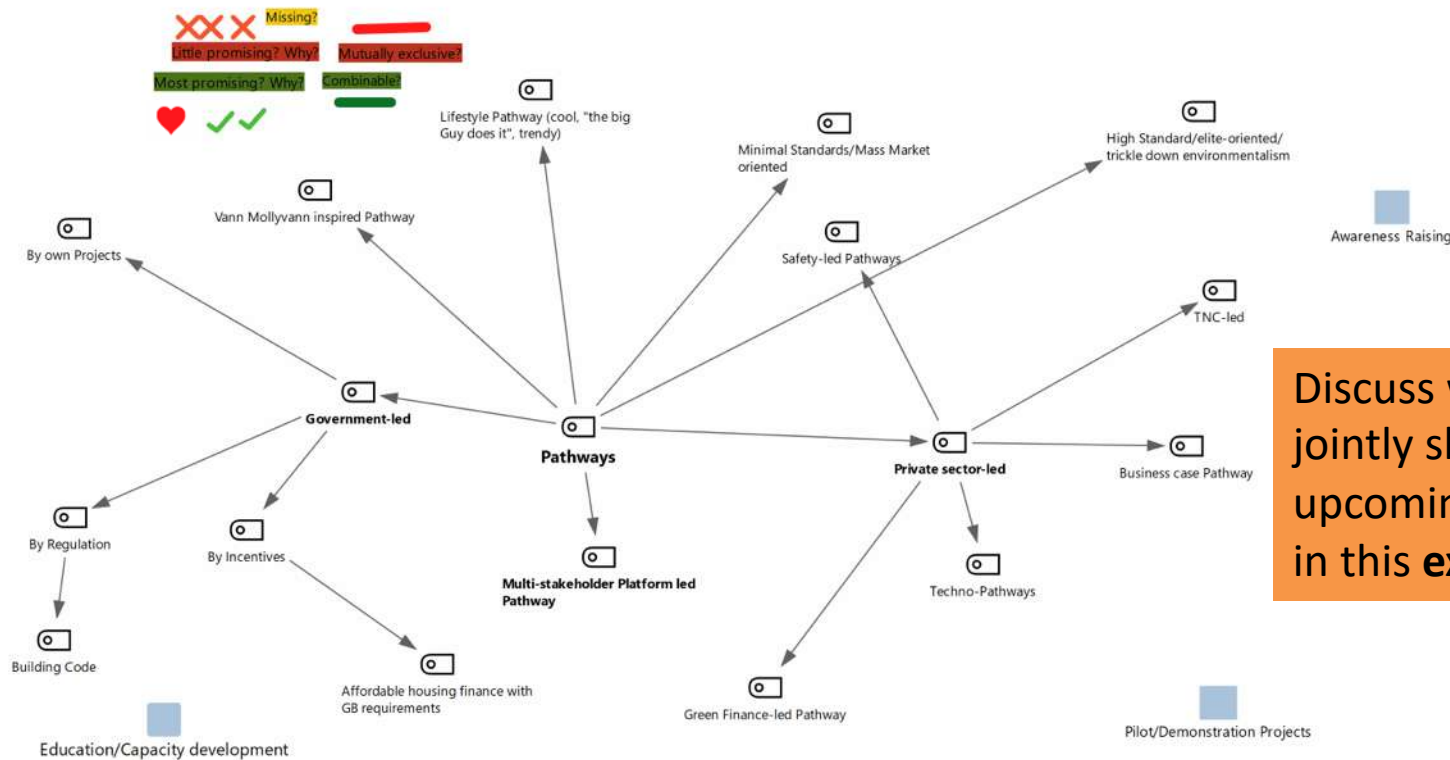 Missing?
Little promising? Why?
Mutually exclusive?
Most promising? Why?
Combinable?
Lifestyle Pathway (cool, "the big
Guy does it", trendy)
Minimal Standards/Mass Market
oriented
High Standard/elite-oriented/
trickle down environmentalism
Vann Mollyvann inspired Pathway
By own Projects
Safety-led Pathways
Awareness Raising
TNC-led
Government-led
Pathways
Private sector-led
Business case Pathway
Discuss
jointly
upcomin
in this
By Regulation
By Incentives
Multi-stakeholder Platform led
Pathway
Techno-Pathways
Building Code
Affordable housing finance with
GB requirements
Green Finance-led Pathway
Education/Capacity development
Pilot/Demonstration Projects